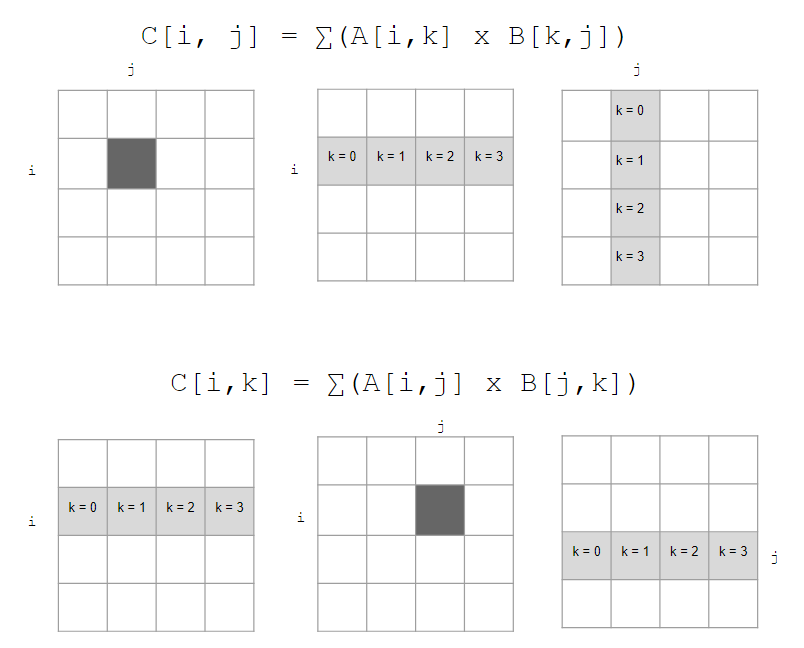 C[i, j] = ∑(A[i,k] x B[k,j])
j
j
k = 0
i
k = 0 k = 1 k = 2 k = 3
i
k = 1
k = 2
k = 3
C[i,k] = ∑(A[i,j] x B[j,k])
j
k = 0 k = 1 k = 2 k = 3
i
i
k = 0 k = 1 k = 2 k = 3
j